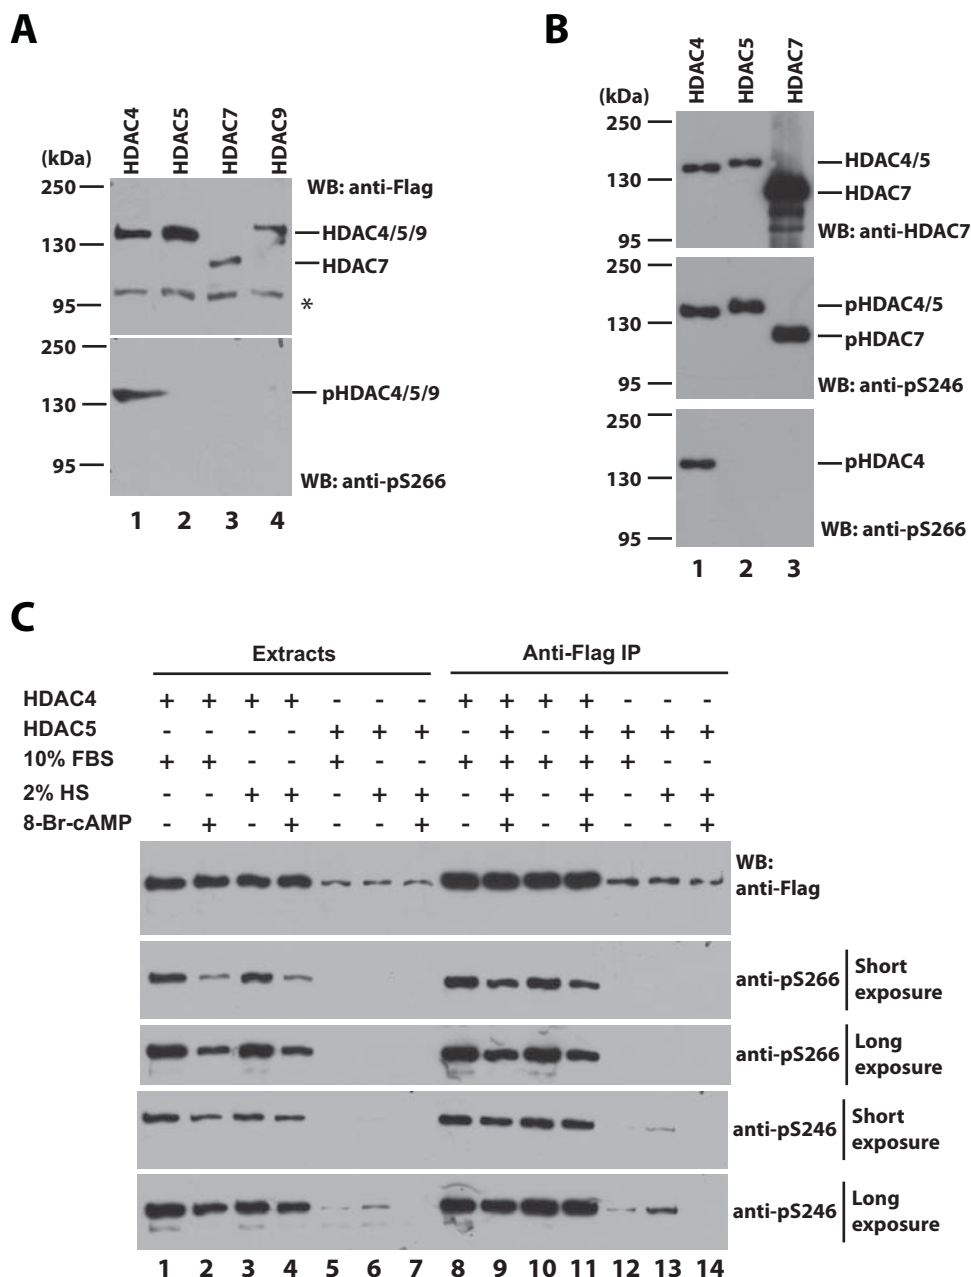 A
HDAC4 HDAC5 HDAC7 HDAC9
(kDa)
250
WB: anti-Flag
HDAC4/5/9
130
HDAC7
95
*
250
pHDAC4/5/9
130
95
WB: anti-pS266
1 2 3 4
B
HDAC4 HDAC5 HDAC7
(kDa)
250
HDAC4/5
130
HDAC7
WB: anti-HDAC7
95
250
pHDAC4/5
130
pHDAC7
95
WB: anti-pS246
250
pHDAC4
130
WB: anti-pS266
95
1 2 3
C
Extracts Anti-Flag IP
HDAC4 + + + + - - - + + + + - - -
HDAC5 - - - - + + + - + - + + + +
10% FBS + + - - + - - + + + + + - -
2% HS - - + + - + + - + - + - + +
8-Br-cAMP - + - + - - + - + - + - - +
WB:
anti-Flag
anti-pS266 Short
exposure
anti-pS266 Long
exposure
anti-pS246 Short
exposure
anti-pS246 Long
exposure
1 2 3 4 5 6 7 8 9 10 11 12 13 14